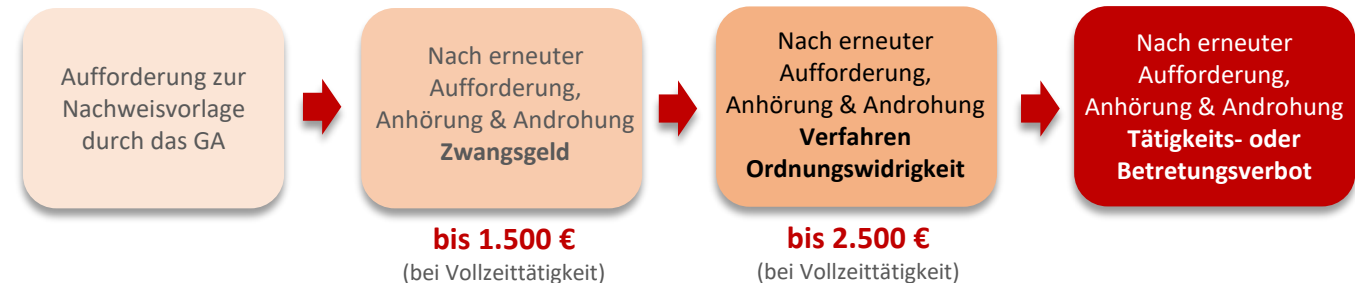 Aufforderung zur
Nachweisvorlage
durch das GA
Nach erneuter
Aufforderung,
Anhörung & Androhung
Zwangsgeld
bis 1.500 €
(bei Vollzeittätigkeit)
Nach erneuter
Aufforderung,
Anhörung & Androhung
Verfahren
Ordnungswidrigkeit
bis 2.500 €
(bei Vollzeittätigkeit)
Nach erneuter
Aufforderung,
Anhörung & Androhung
Tätigkeits- oder
Betretungsverbot